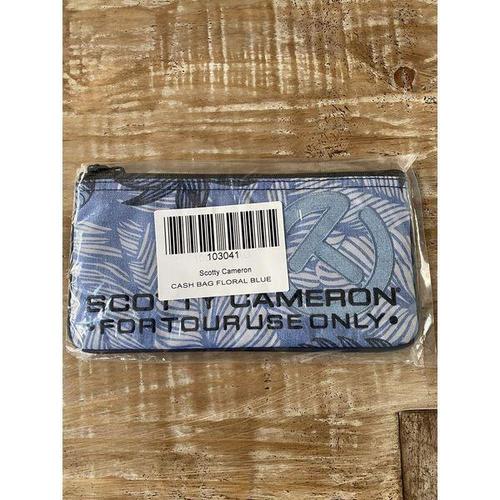 103041
Scotty Cameron
CASH BAG FLORAL BLUE
SCOTTY CAMERON®
•FOR TOUR USE ONLY•